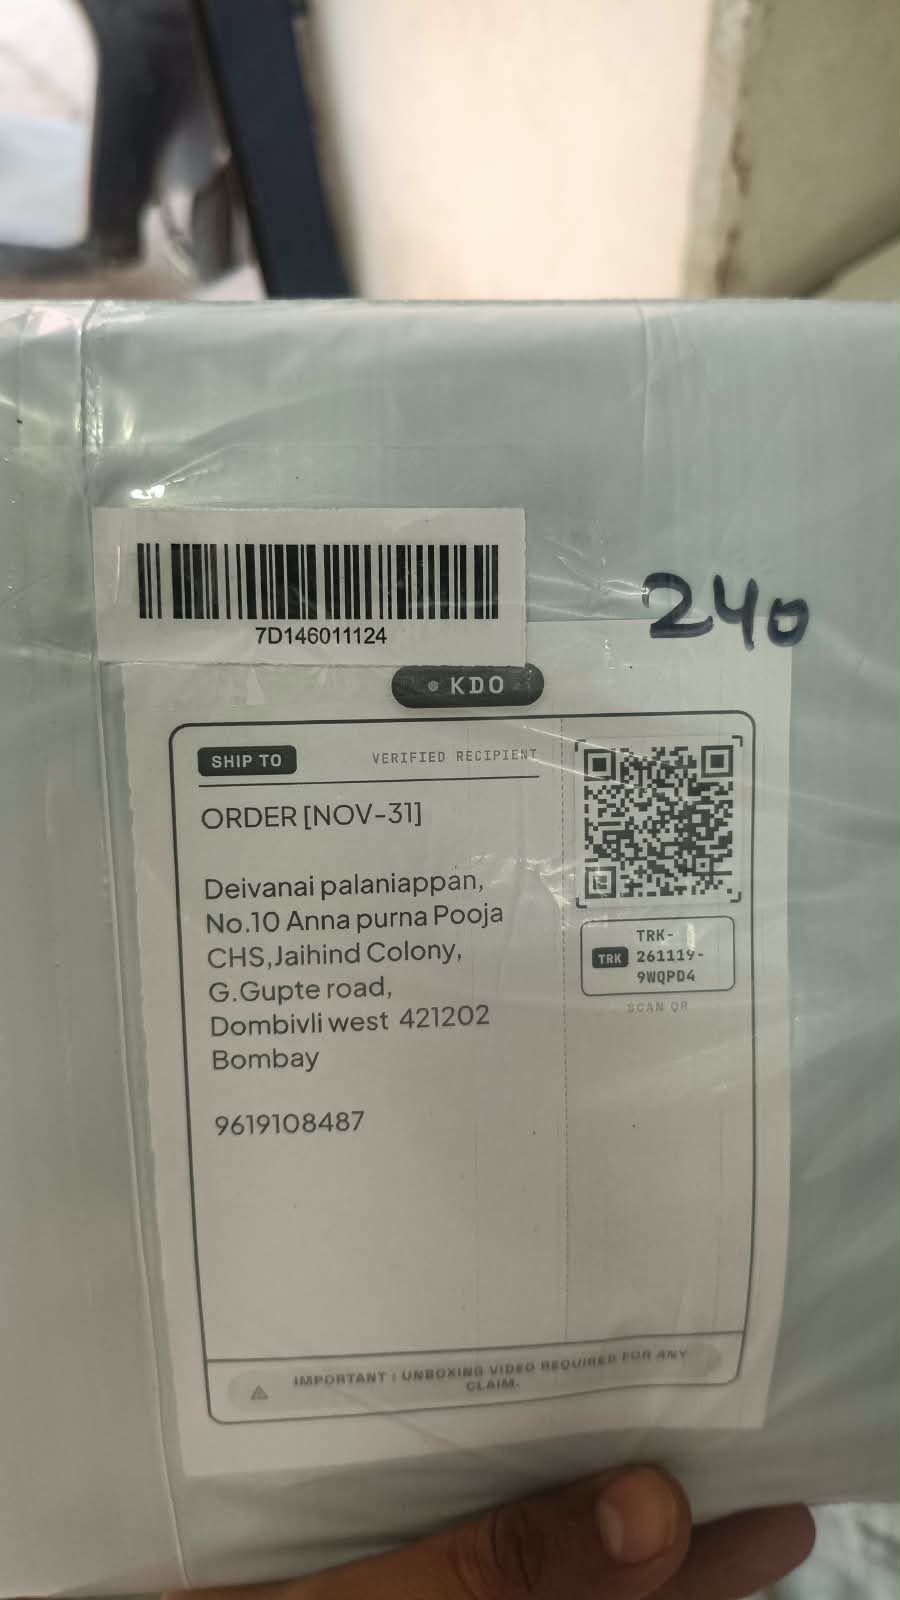 7D146011124
240
KDO
SHIP TO
VERIFIED RECIPIENT
ORDER [NOV-31]
Deivanai palaniappan,
No.10 Anna purna Pooja
CHS,Jaihind Colony,
G.Gupte road,
Dombivli west 421202
Bombay
9619108487
TRK
TRK-
261119-
9WQPD4
SCAN QR
IMPORTANT : UNBOXING VIDEO REQUIRED FOR ANY
CLAIM.